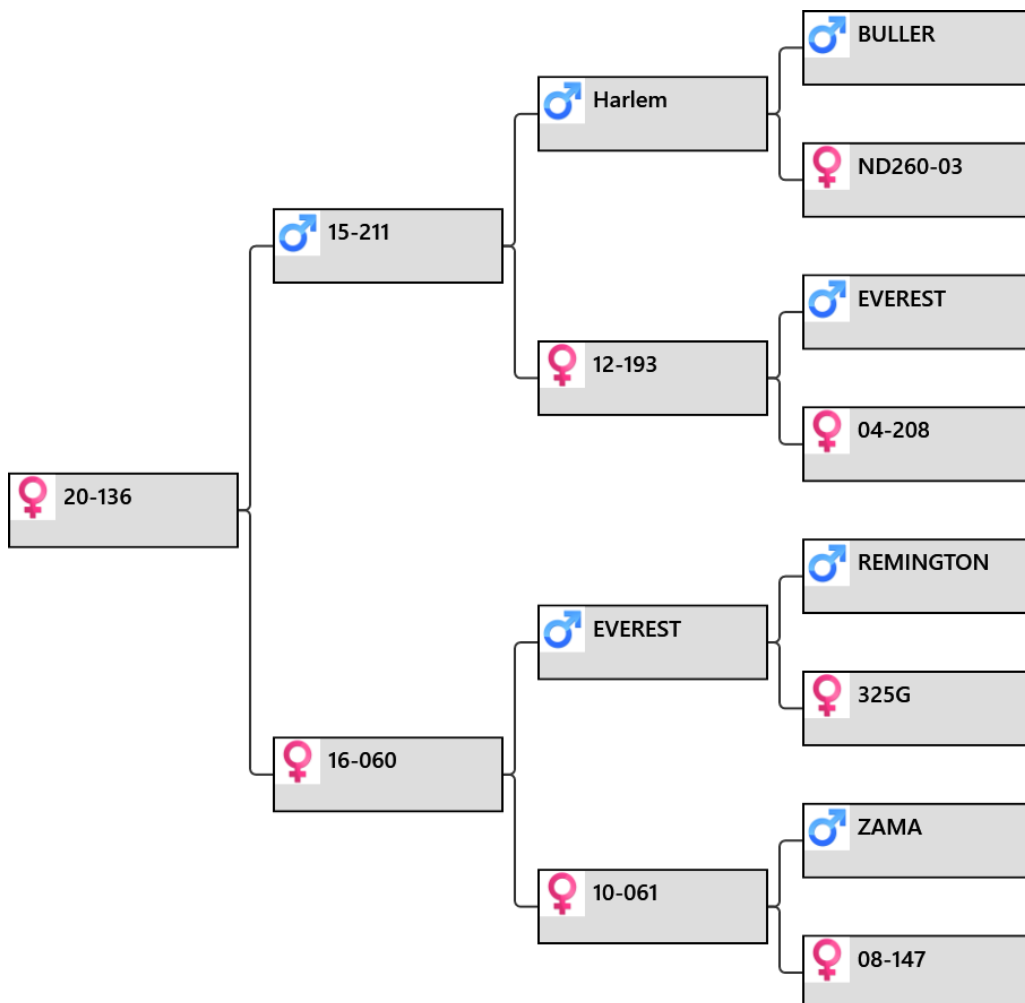 BULLER
Harlem
ND260-03
15-211
EVEREST
12-193
04-208
20-136
REMINGTON
EVEREST
325G
16-060
ZAMA
10-061
08-147